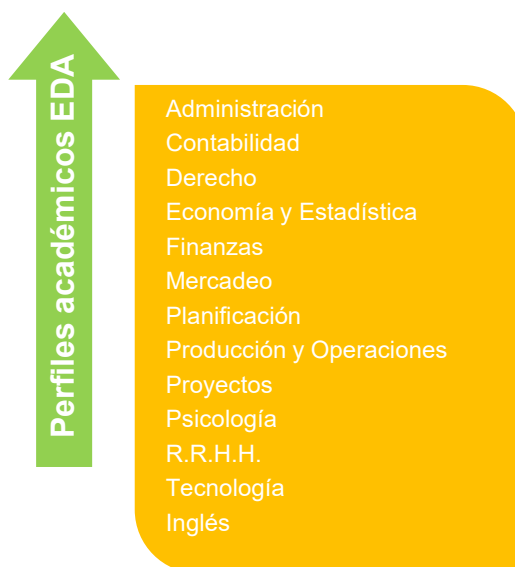 Perfiles académicos EDA
Administración
Contabilidad
Derecho
Economía y Estadística
Finanzas
Mercadeo
Planificación
Producción y Operaciones
Proyectos
Psicología
R.R.H.H.
Tecnología
Inglés